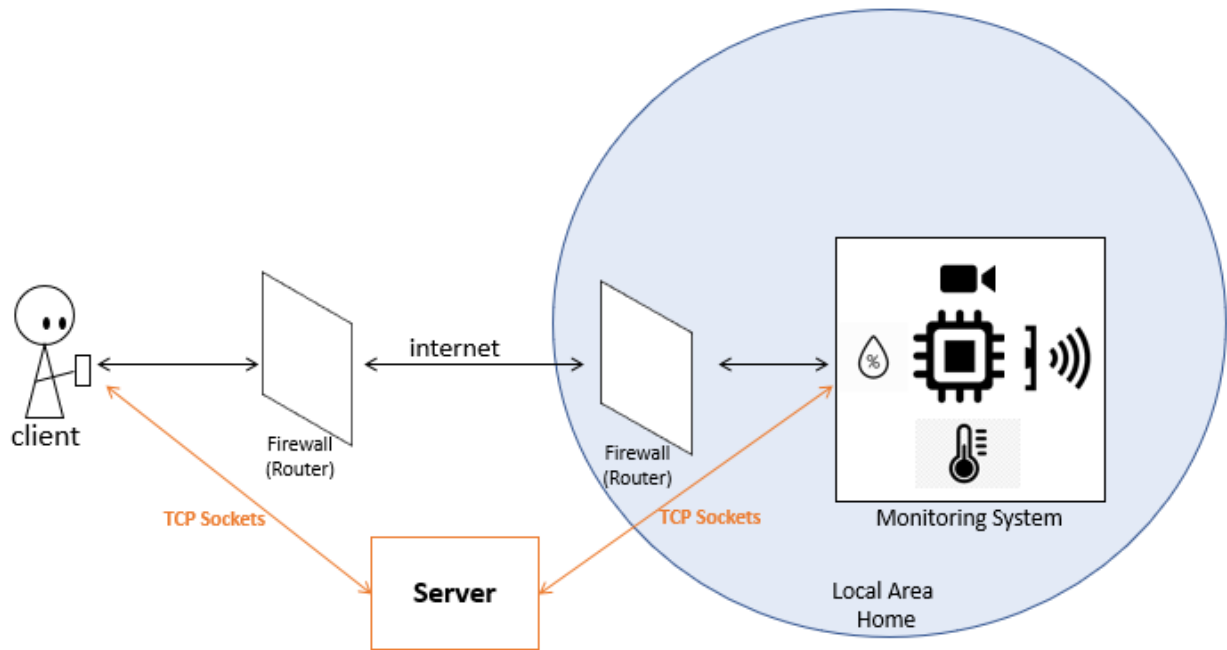 internet
client
Firewall
(Router)
Firewall
(Router)
%
TCP Sockets
TCP Sockets
Monitoring System
Server
Local Area
Home